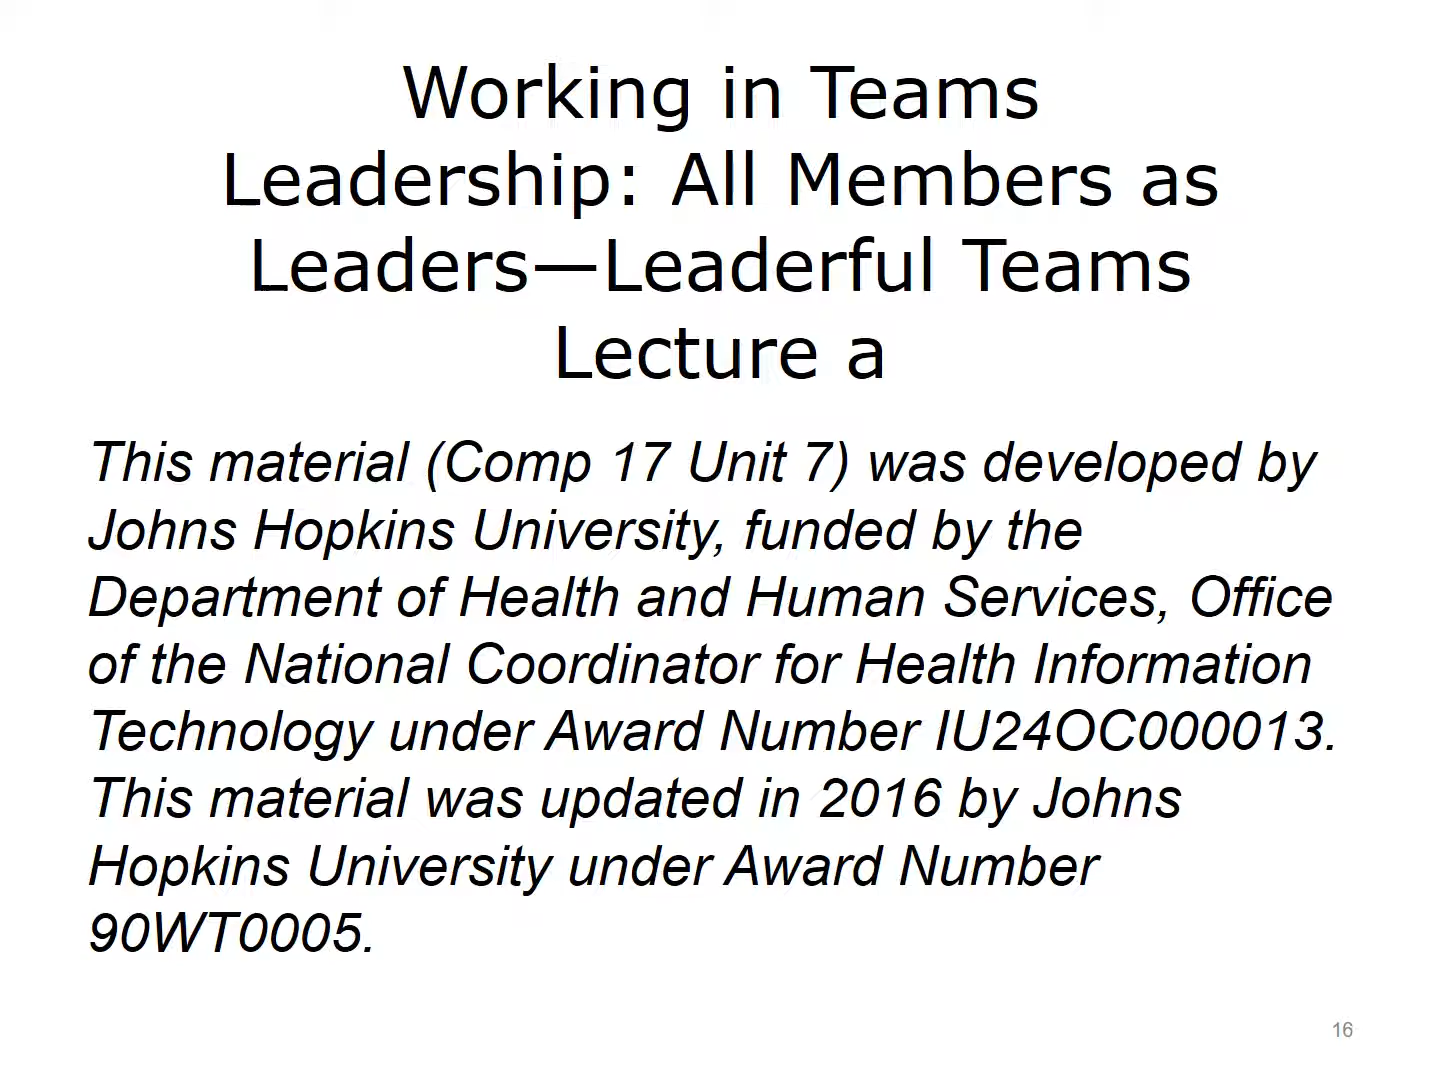 Working in Teams
Leadership: All Members as
Leaders—Leaderful Teams
Lecture a
This material (Comp 17 Unit 7) was developed by
Johns Hopkins University, funded by the
Department of Health and Human Services, Office
of the National Coordinator for Health Information
Technology under Award Number IU24OC000013.
This material was updated in 2016 by Johns
Hopkins University under Award Number
90WT0005.
16